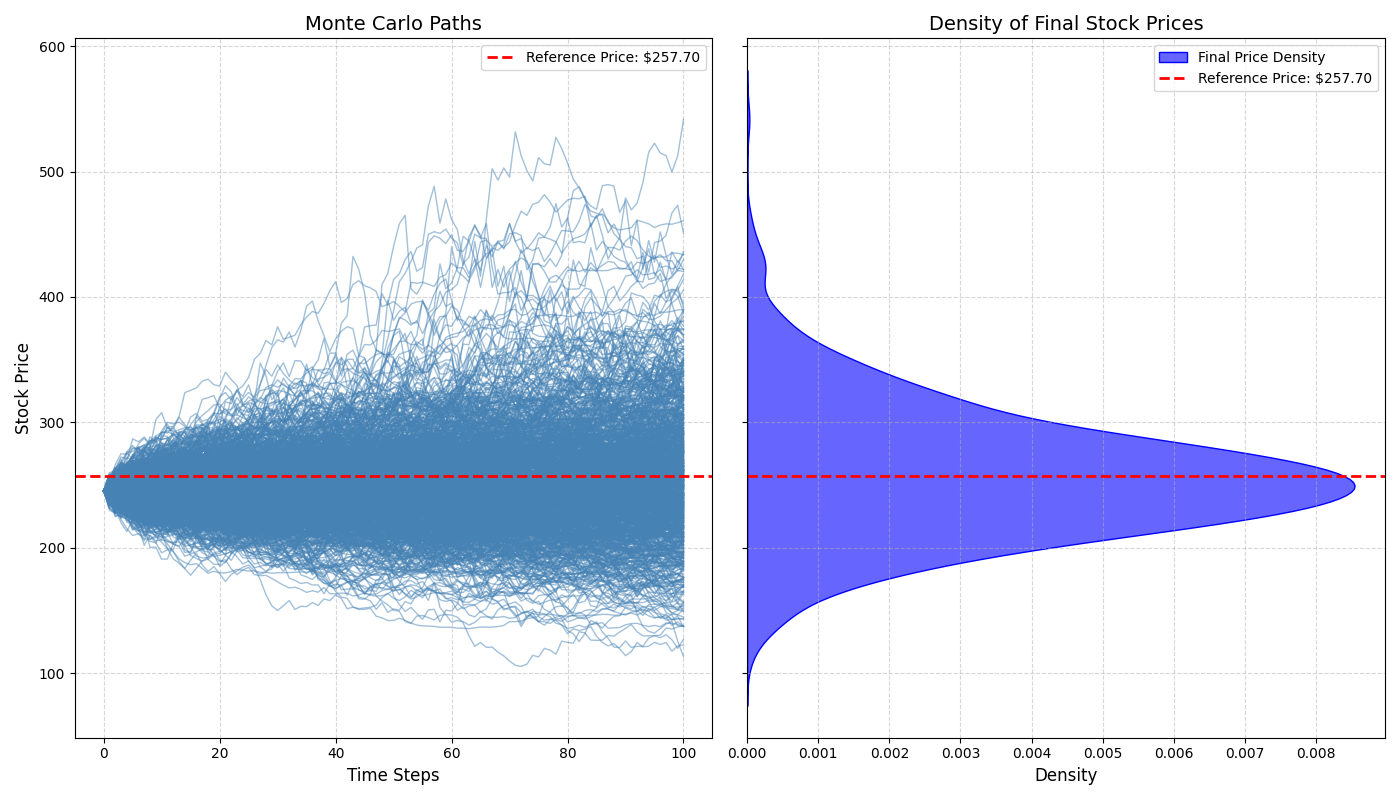 Monte Carlo Paths
Reference Price: $257.70
600
500
400
300
200
100
Stock Price
0
20
40
60
80
100
Time Steps
Density of Final Stock Prices
Final Price Density
Reference Price: $257.70
0.000
0.001
0.002
0.003
0.004
0.005
0.006
0.007
0.008
Density